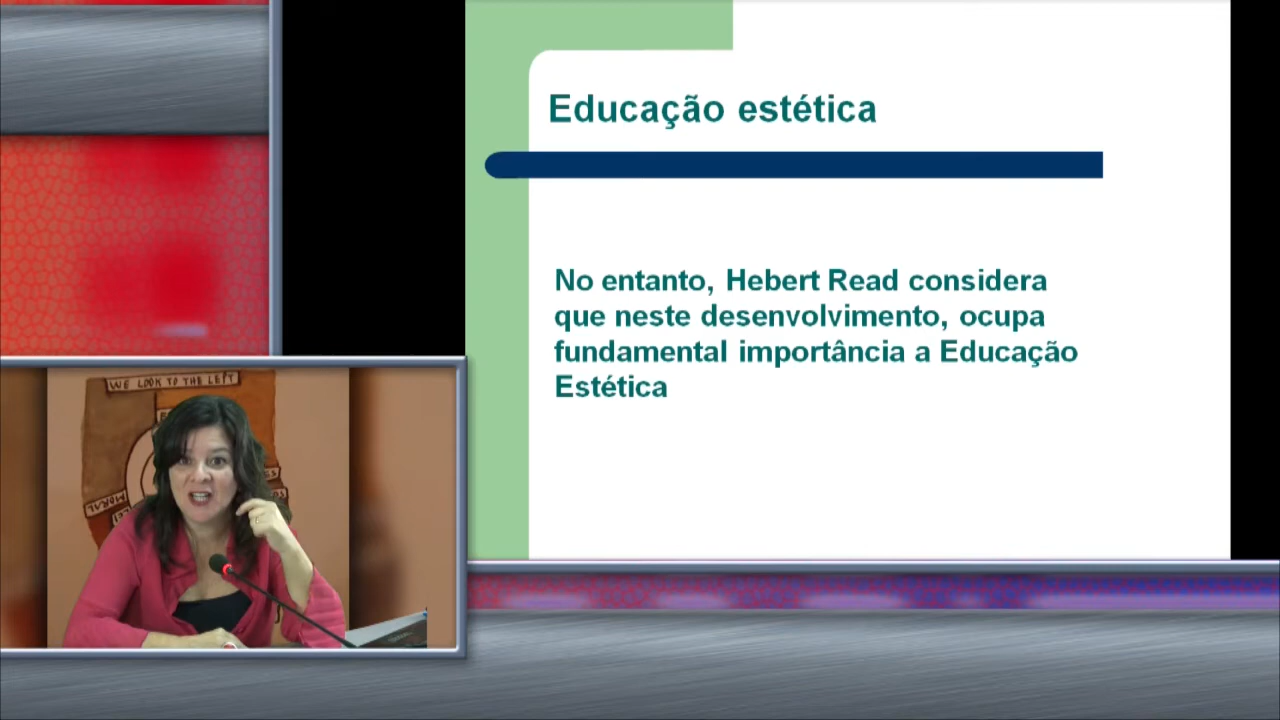 Educação estética
No entanto, Hebert Read considera
que neste desenvolvimento, ocupa
fundamental importância a Educação
Estética
WE LOOK TO THE LEFT
MORAL